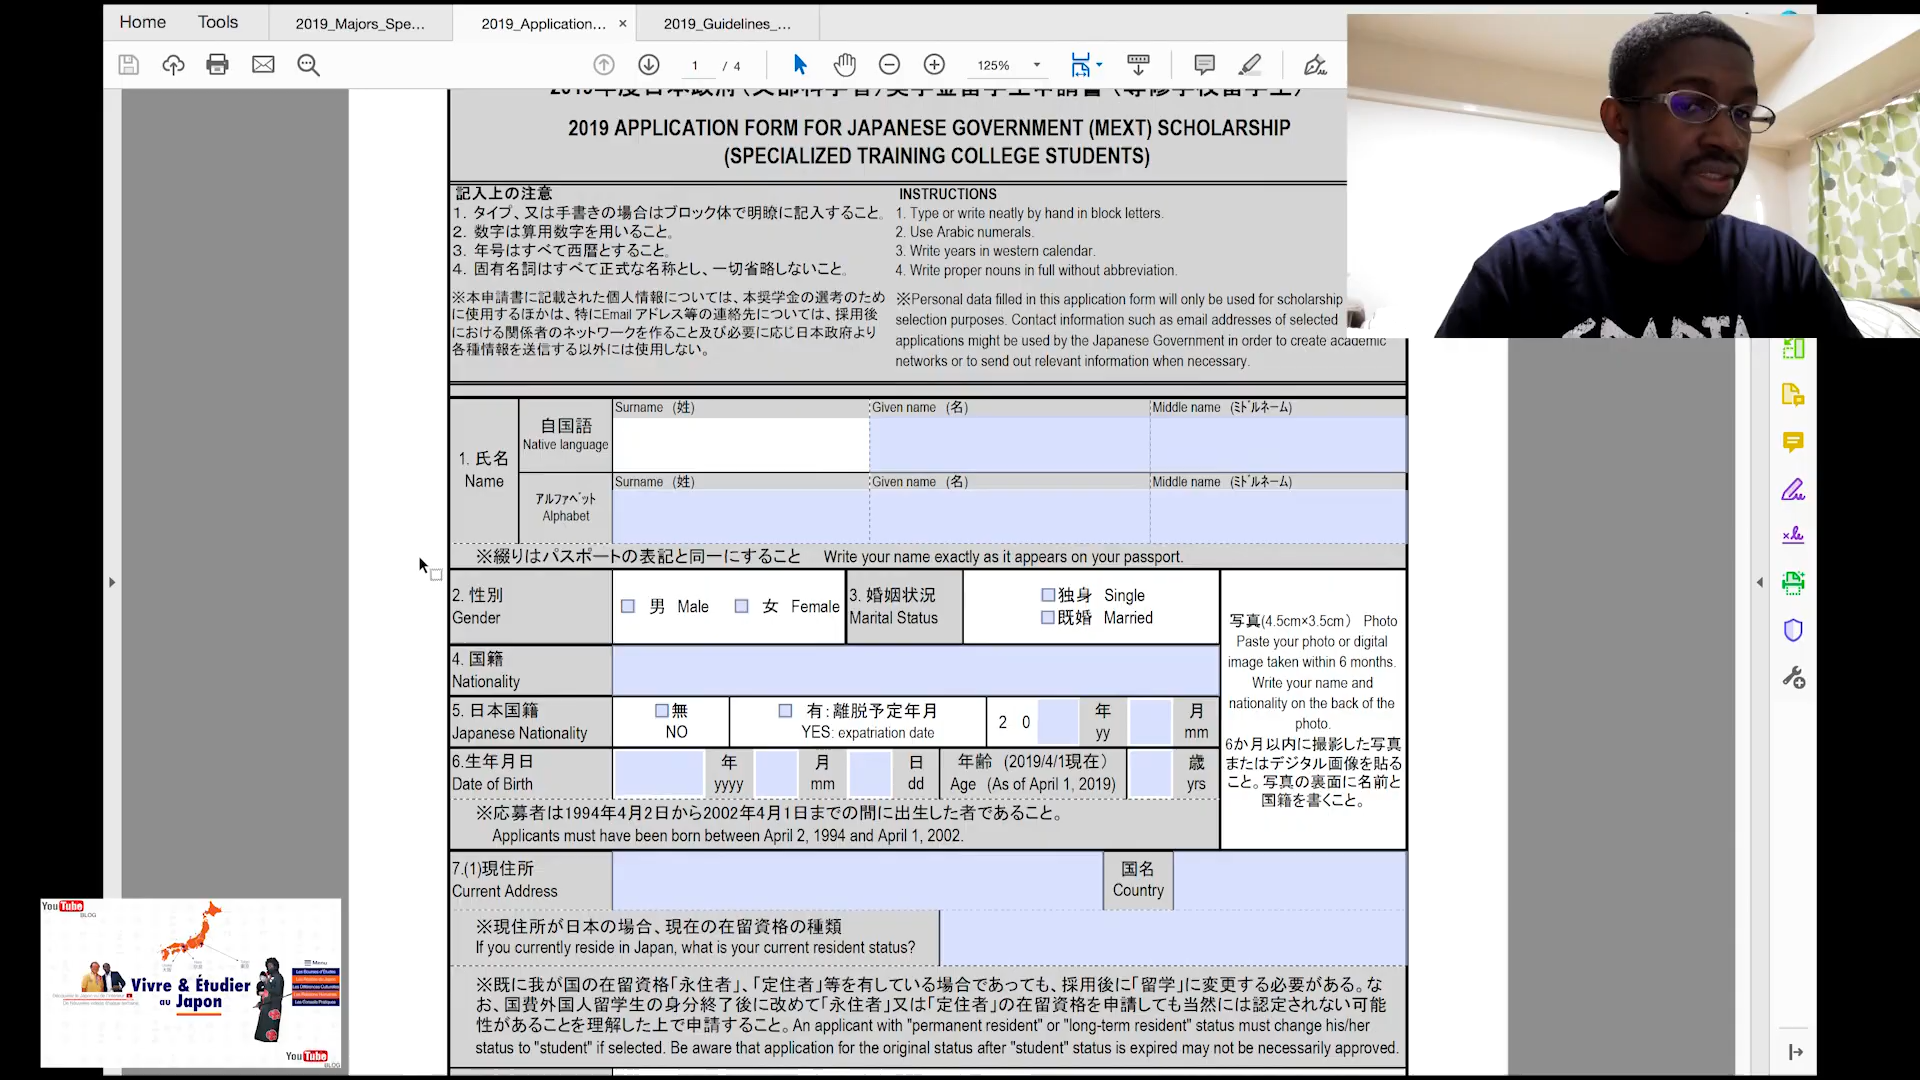 Home
Tools
2019_Majors_Spe...
2019_Application...
×
2019_Guidelines_...
1
/ 4
125%
2019 APPLICATION FORM FOR JAPANESE GOVERNMENT (MEXT) SCHOLARSHIP
(SPECIALIZED TRAINING COLLEGE STUDENTS)
記入上の注意
1. タイプ、又は手書きの場合はブロック体で明瞭に記入すること。
2. 数字は算用数字を用いること。
3. 年号はすべて西暦とすること。
4. 固有名詞はすべて正式な名称とし、一切省略しないこと。
※本申請書に記載された個人情報については、本奨学金の選考のため
に使用するほかは、特にEmail アドレス等の連絡先については、採用後
における関係者のネットワークを作ること及び必要に応じ日本政府より
各種情報を送信する以外には使用しない。
INSTRUCTIONS
1. Type or write neatly by hand in block letters.
2. Use Arabic numerals.
3. Write years in western calendar.
4. Write proper nouns in full without abbreviation.
※Personal data filled in this application form will only be used for scholarship
selection purposes. Contact information such as email addresses of selected
applications might be used by the Japanese Government in order to create academic
networks or to send out relevant information when necessary.
1. 氏名
Name
自国語
Native language
Surname (姓)
Given name (名)
Middle name (ﾐﾄﾞﾙﾈｰﾑ)
アルファベット
Alphabet
Surname (姓)
Given name (名)
Middle name (ﾐﾄﾞﾙﾈｰﾑ)
※綴りはパスポートの表記と同一にすること Write your name exactly as it appears on your passport.
2. 性別
Gender
男 Male
女 Female
3. 婚姻状況
Marital Status
独身 Single
既婚 Married
写真(4.5cm×3.5cm) Photo
Paste your photo or digital
image taken within 6 months.
Write your name and
nationality on the back of the
photo.
6か月以内に撮影した写真
またはデジタル画像を貼る
こと。写真の裏面に名前と
国籍を書くこと。
4. 国籍
Nationality
5. 日本国籍
Japanese Nationality
無
NO
有：離脱予定年月
YES: expatriation date
2 0
年
yy
月
mm
6.生年月日
Date of Birth
年
yyyy
月
mm
日
dd
年齢 (2019/4/1現在)
Age (As of April 1, 2019)
歳
yrs
※応募者は1994年4月2日から2002年4月1日までの間に出生した者であること。
Applicants must have been born between April 2, 1994 and April 1, 2002.
7.(1)現住所
Current Address
国名
Country
※現住所が日本の場合、現在の在留資格の種類
If you currently reside in Japan, what is your current resident status?
※既に我が国の在留資格「永住者」、「定住者」等を有している場合であっても、採用後に「留学」に変更する必要がある。な
お、国費外国人留学生の身分終了後に改めて「永住者」又は「定住者」の在留資格を申請しても当然には認定されない可能
性があることを理解した上で申請すること。An applicant with "permanent resident" or "long-term resident" status must change his/her
status to "student" if selected. Be aware that application for the original status after "student" status is expired may not be necessarily approved.
YouTube
BLOG
Vivre & Étudier
au Japon
Menu
YouTube
BLOG